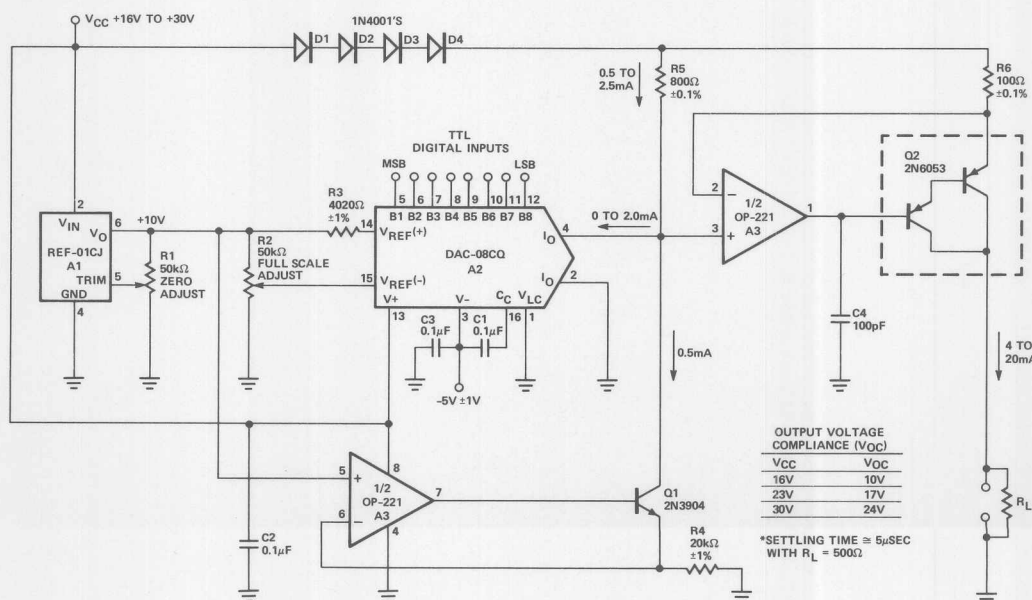 V_CC +16V TO +30V
1N4001'S
D1 D2 D3 D4
0.5 TO
2.5mA
R5
800Ω
±0.1%
R6
100Ω
±0.1%
TTL
DIGITAL INPUTS
MSB LSB
5 6 7 8 9 10 11 12
B1 B2 B3 B4 B5 B6 B7 B8
Q2
2N6053
2
V_IN
V_O
6
+10V
REF-01CJ
A1
TRIM
5
GND
4
R1
50kΩ
ZERO
ADJUST
R2
50kΩ
FULL SCALE
ADJUST
R3
4020Ω
±1%
14
V_REF(+)
DAC-08CQ
A2
15
V_REF(-)
V+
V-
C_C
V_LC
13
3
16
1
I_O
4
I_O
2
0 TO 2.0mA
2
−
3
+
1/2
OP-221
A3
1
C4
100pF
C3
0.1µF
C1
0.1µF
-5V ±1V
0.5mA
4 TO
20mA
OUTPUT VOLTAGE
COMPLIANCE (V_OC)
V_CC V_OC
16V 10V
23V 17V
30V 24V
*SETTLING TIME ≅ 5µSEC
WITH R_L = 500Ω
R_L
5
+
6
−
1/2
OP-221
A3
8
4
7
Q1
2N3904
R4
20kΩ
±1%
C2
0.1µF